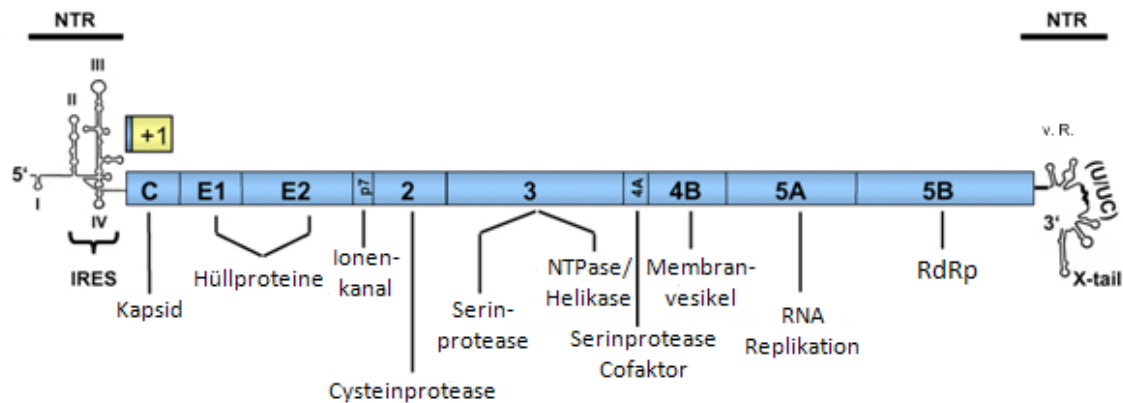 NTR
NTR
III
II
+1
v. R.
5'
I
IV
C
E1
E2
p7
2
3
4A
4B
5A
5B
3'
(U/UC)
X-tail
IRES
Kapsid
Hüllproteine
Ionen-
kanal
Cysteinprotease
Serin-
protease
NTPase/
Helikase
Serinprotease
Cofaktor
Membran-
vesikel
RNA
Replikation
RdRp